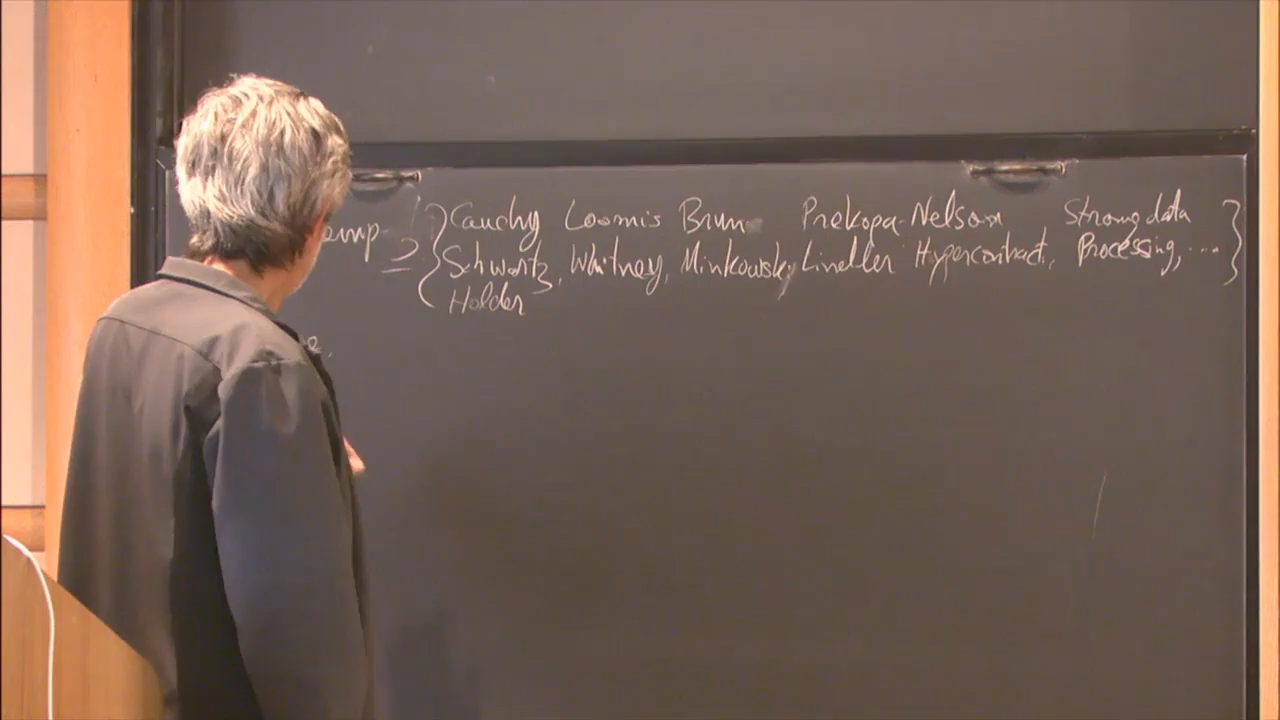 Cauchy Loomis Brun Prekopa- Nelson Strong data
Schwartz, Whitney, Minkowski, Lindler Hypercontract, Processing, ...
Holder